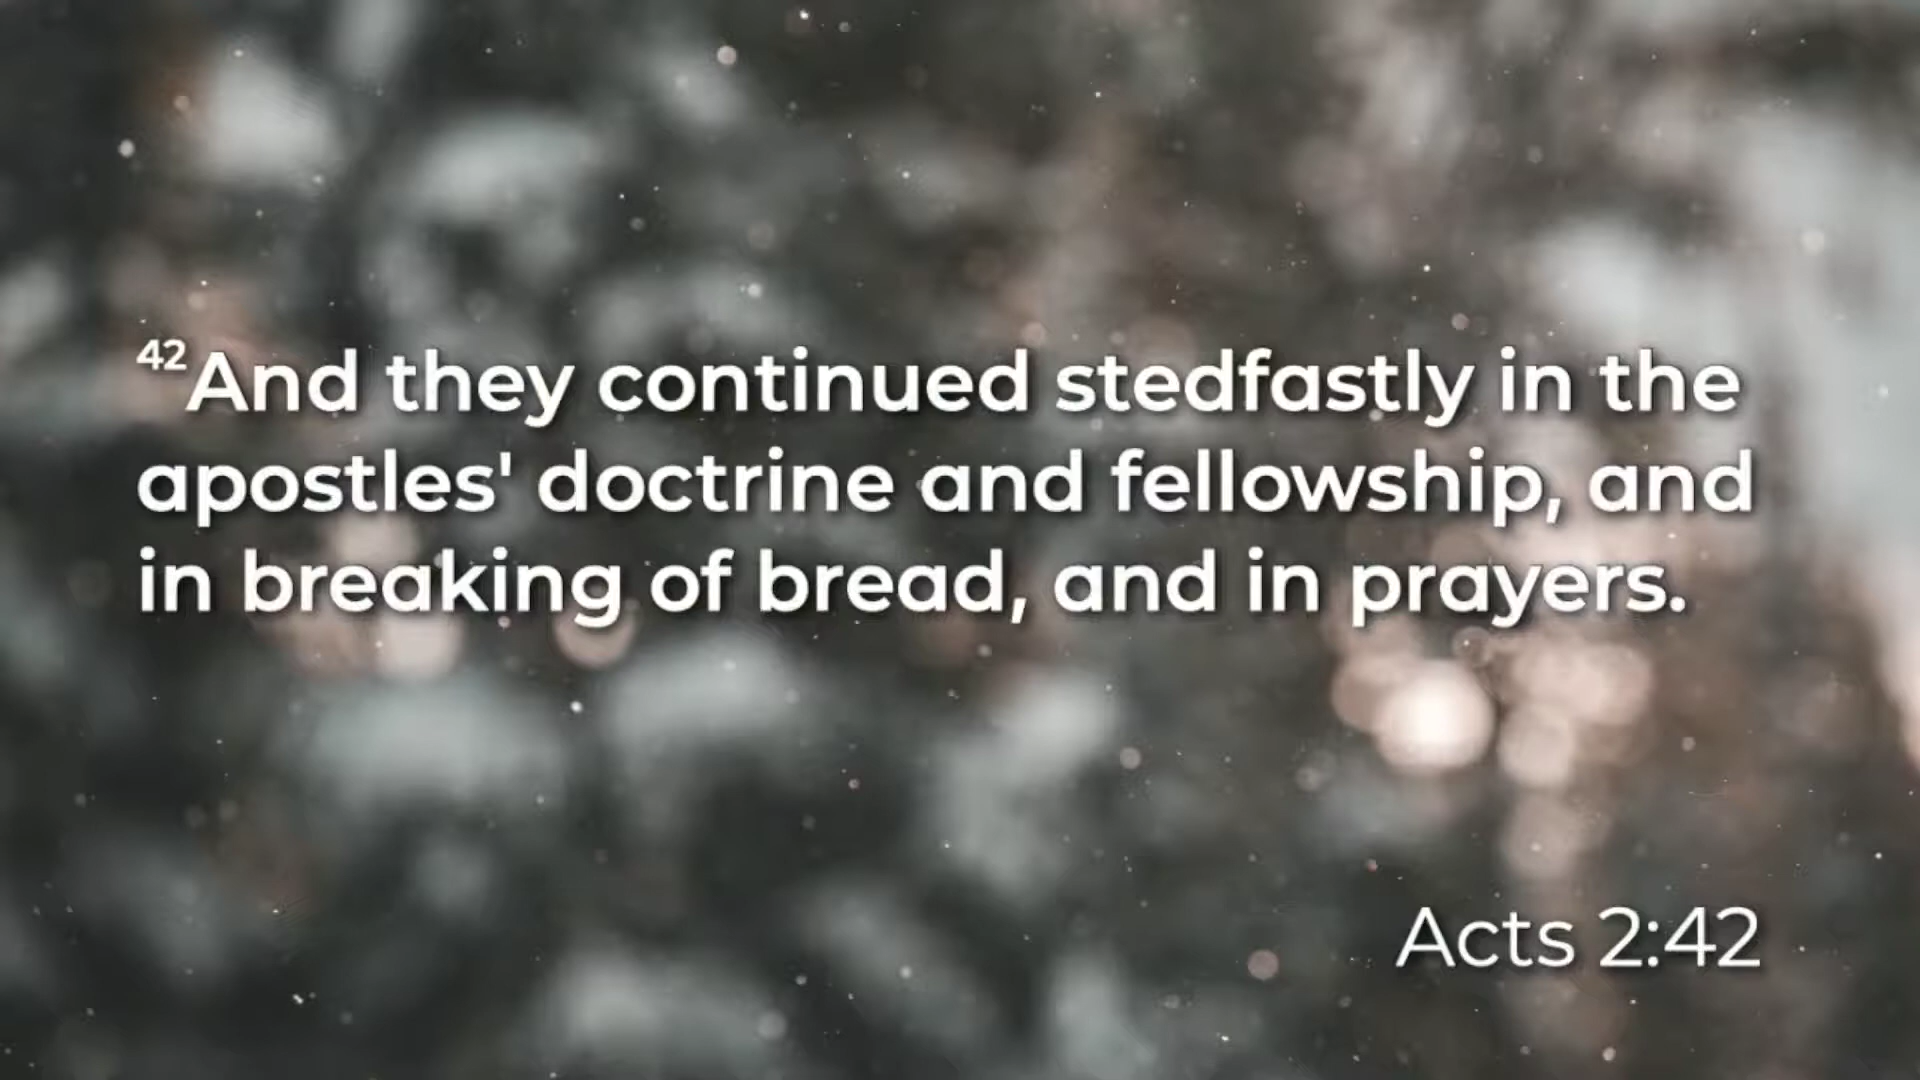 42And they continued stedfastly in the
apostles' doctrine and fellowship, and
in breaking of bread, and in prayers.
Acts 2:42